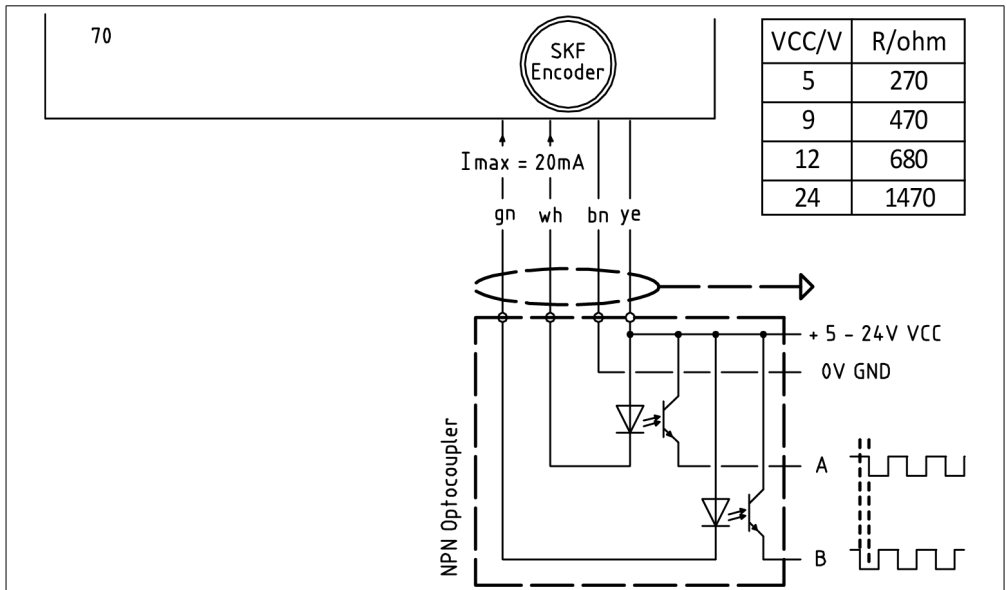 70
SKF
Encoder
VCC/V R/ohm
5 270
9 470
12 680
24 1470
Imax = 20mA
gn wh bn ye
+ 5 - 24V VCC
0V GND
NPN Optocoupler
A
B